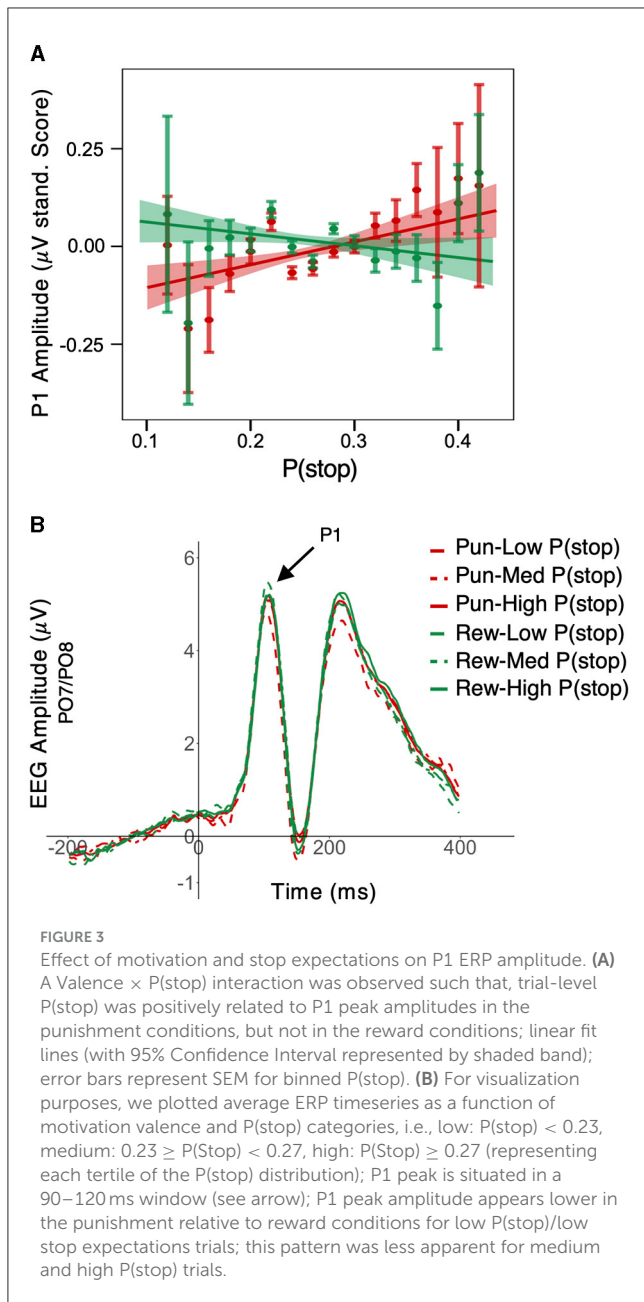 A
P1 Amplitude (μV stand. Score)
0.25
0.00
-0.25
0.1 0.2 0.3 0.4
P(stop)
B
EEG Amplitude (μV)
PO7/PO8
6
4
2
0
-1
P1
-200 0 200 400
Time (ms)
Pun-Low P(stop)
Pun-Med P(stop)
Pun-High P(stop)
Rew-Low P(stop)
Rew-Med P(stop)
Rew-High P(stop)
FIGURE 3
Effect of motivation and stop expectations on P1 ERP amplitude. (A)
A Valence × P(stop) interaction was observed such that, trial-level
P(stop) was positively related to P1 peak amplitudes in the
punishment conditions, but not in the reward conditions; linear fit
lines (with 95% Confidence Interval represented by shaded band);
error bars represent SEM for binned P(stop). (B) For visualization
purposes, we plotted average ERP timeseries as a function of
motivation valence and P(stop) categories, i.e., low: P(stop) < 0.23,
medium: 0.23 ≥ P(Stop) < 0.27, high: P(Stop) ≥ 0.27 (representing
each tertile of the P(stop) distribution); P1 peak is situated in a
90–120 ms window (see arrow); P1 peak amplitude appears lower in
the punishment relative to reward conditions for low P(stop)/low
stop expectations trials; this pattern was less apparent for medium
and high P(stop) trials.